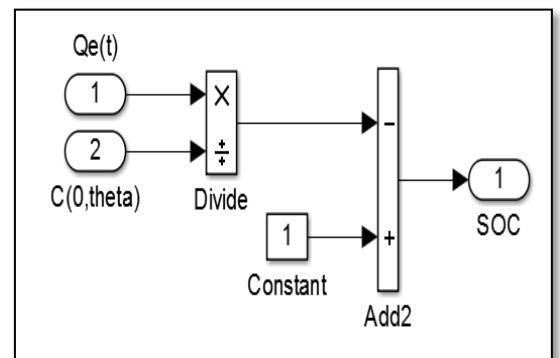 Qe(t)
1
×
2
÷
C(0,theta)
Divide
−
1
SOC
1
+
Constant
Add2